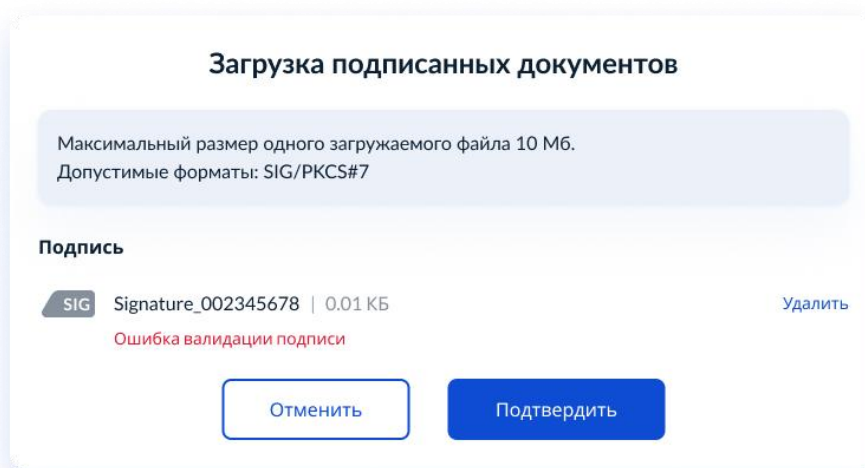 Загрузка подписанных документов
Максимальный размер одного загружаемого файла 10 Мб.
Допустимые форматы: SIG/PKCS#7
Подпись
SIG Signature_002345678 | 0.01 КБ Удалить
Ошибка валидации подписи
Отменить Подтвердить